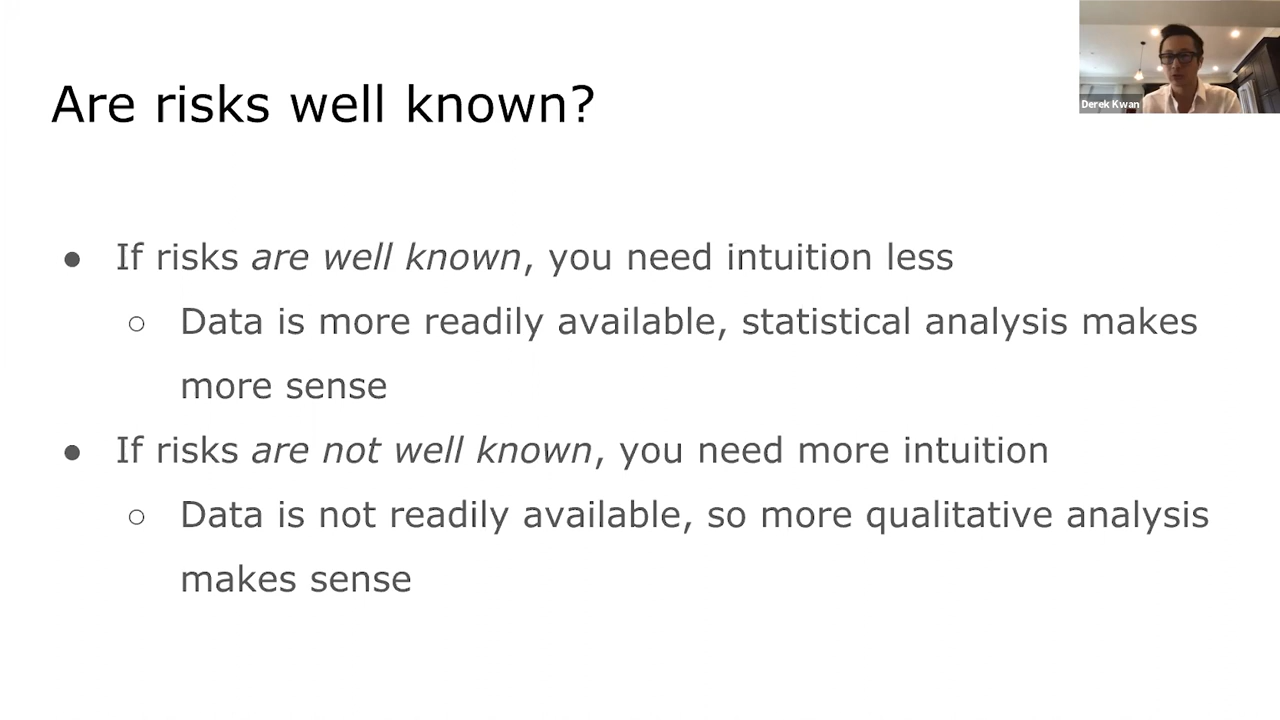 Derek Kwan
Are risks well known?
● If risks are well known, you need intuition less
○ Data is more readily available, statistical analysis makes
more sense
● If risks are not well known, you need more intuition
○ Data is not readily available, so more qualitative analysis
makes sense